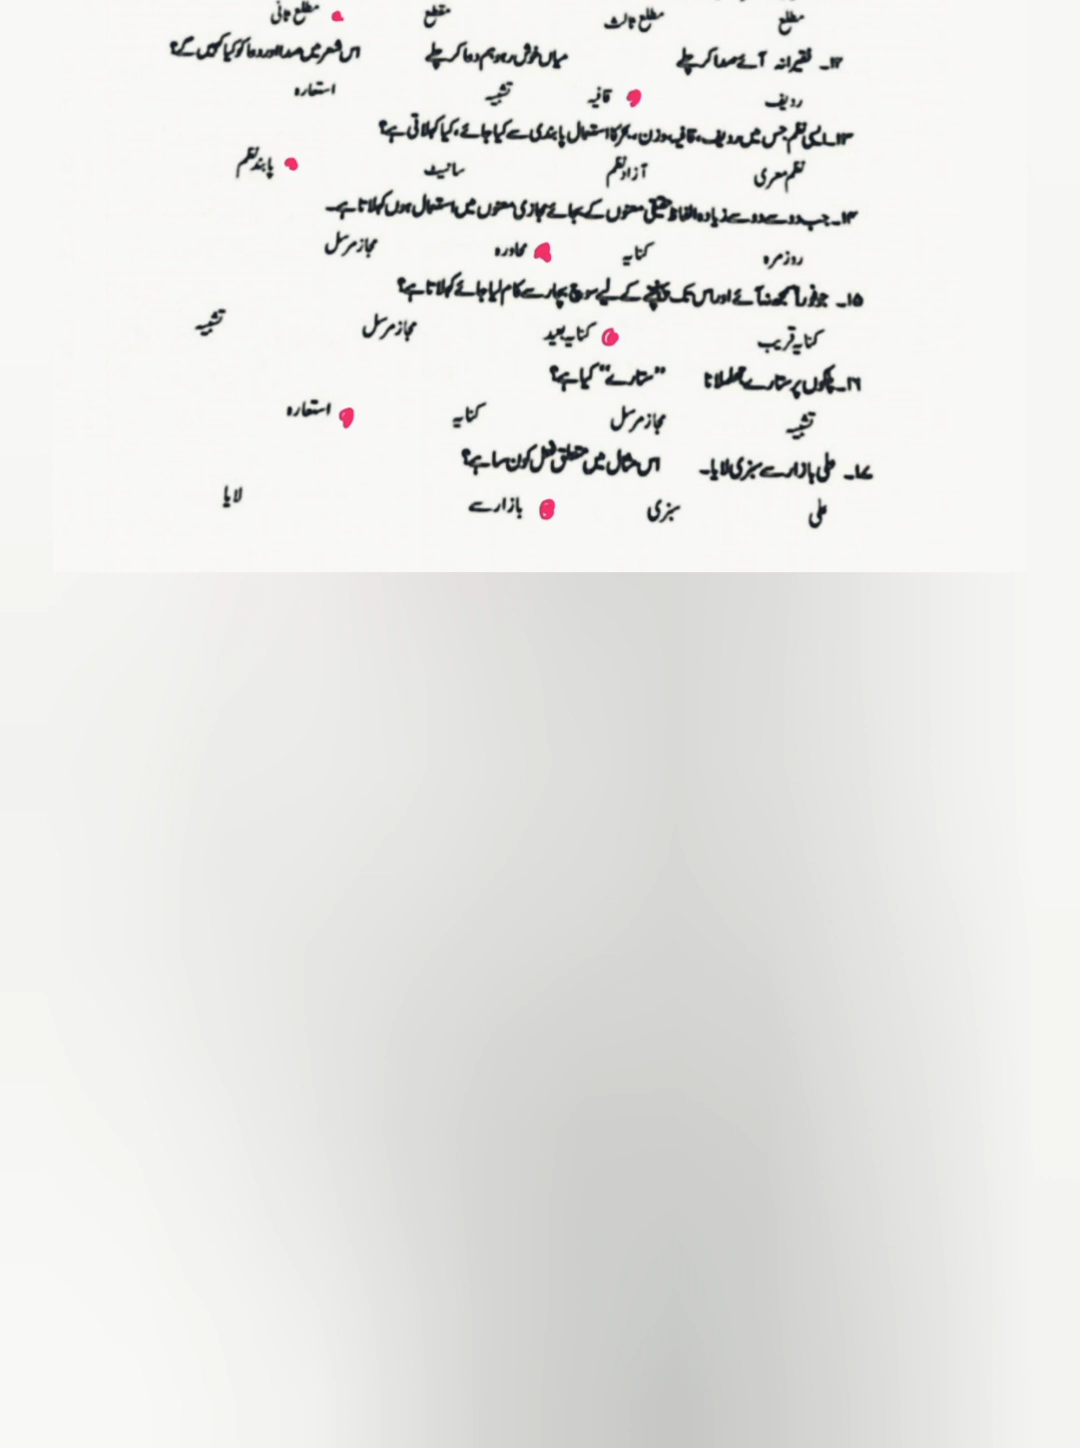 مطلع مطلع ثالث مقطع مطلع ثانی
۱۲۔ فقیرانہ آئے صدا کر چلے میاں خوش رہو ہم دعا کر چلے اس شعر میں صدا اور دعا کو کیا کہیں گے؟
ردیف قافیہ تشبیہ استعارہ
۱۳۔ ایسی نظم جس میں ردیف، قافیہ، وزن، بحر کا استعمال پابندی سے کیا جائے، کیا کہلاتی ہے؟
نظم معریٰ آزاد نظم سانیٹ پابند نظم
۱۴۔ جب دو سے دو سے زیادہ الفاظ حقیقی معنوں کے بجائے مجازی معنوں میں استعمال ہوں کہلاتا ہے۔
روزمرہ کنایہ محاورہ مجاز مرسل
۱۵۔ جو فوراً سمجھ نہ آئے اور اس تک پہنچنے کے لیے سوچ بچار سے کام لیا جائے کہلاتا ہے؟
کنایہ قریب کنایہ بعید مجاز مرسل تشبیہ
۱۶۔ پلکوں پر ستارے جھلملانا "ستارے" کیا ہے؟
تشبیہ مجاز مرسل کنایہ استعارہ
۱۷۔ علی بازار سے سبزی لایا۔ اس مثال میں متعلق فعل کون سا ہے؟
علی سبزی بازار سے لایا